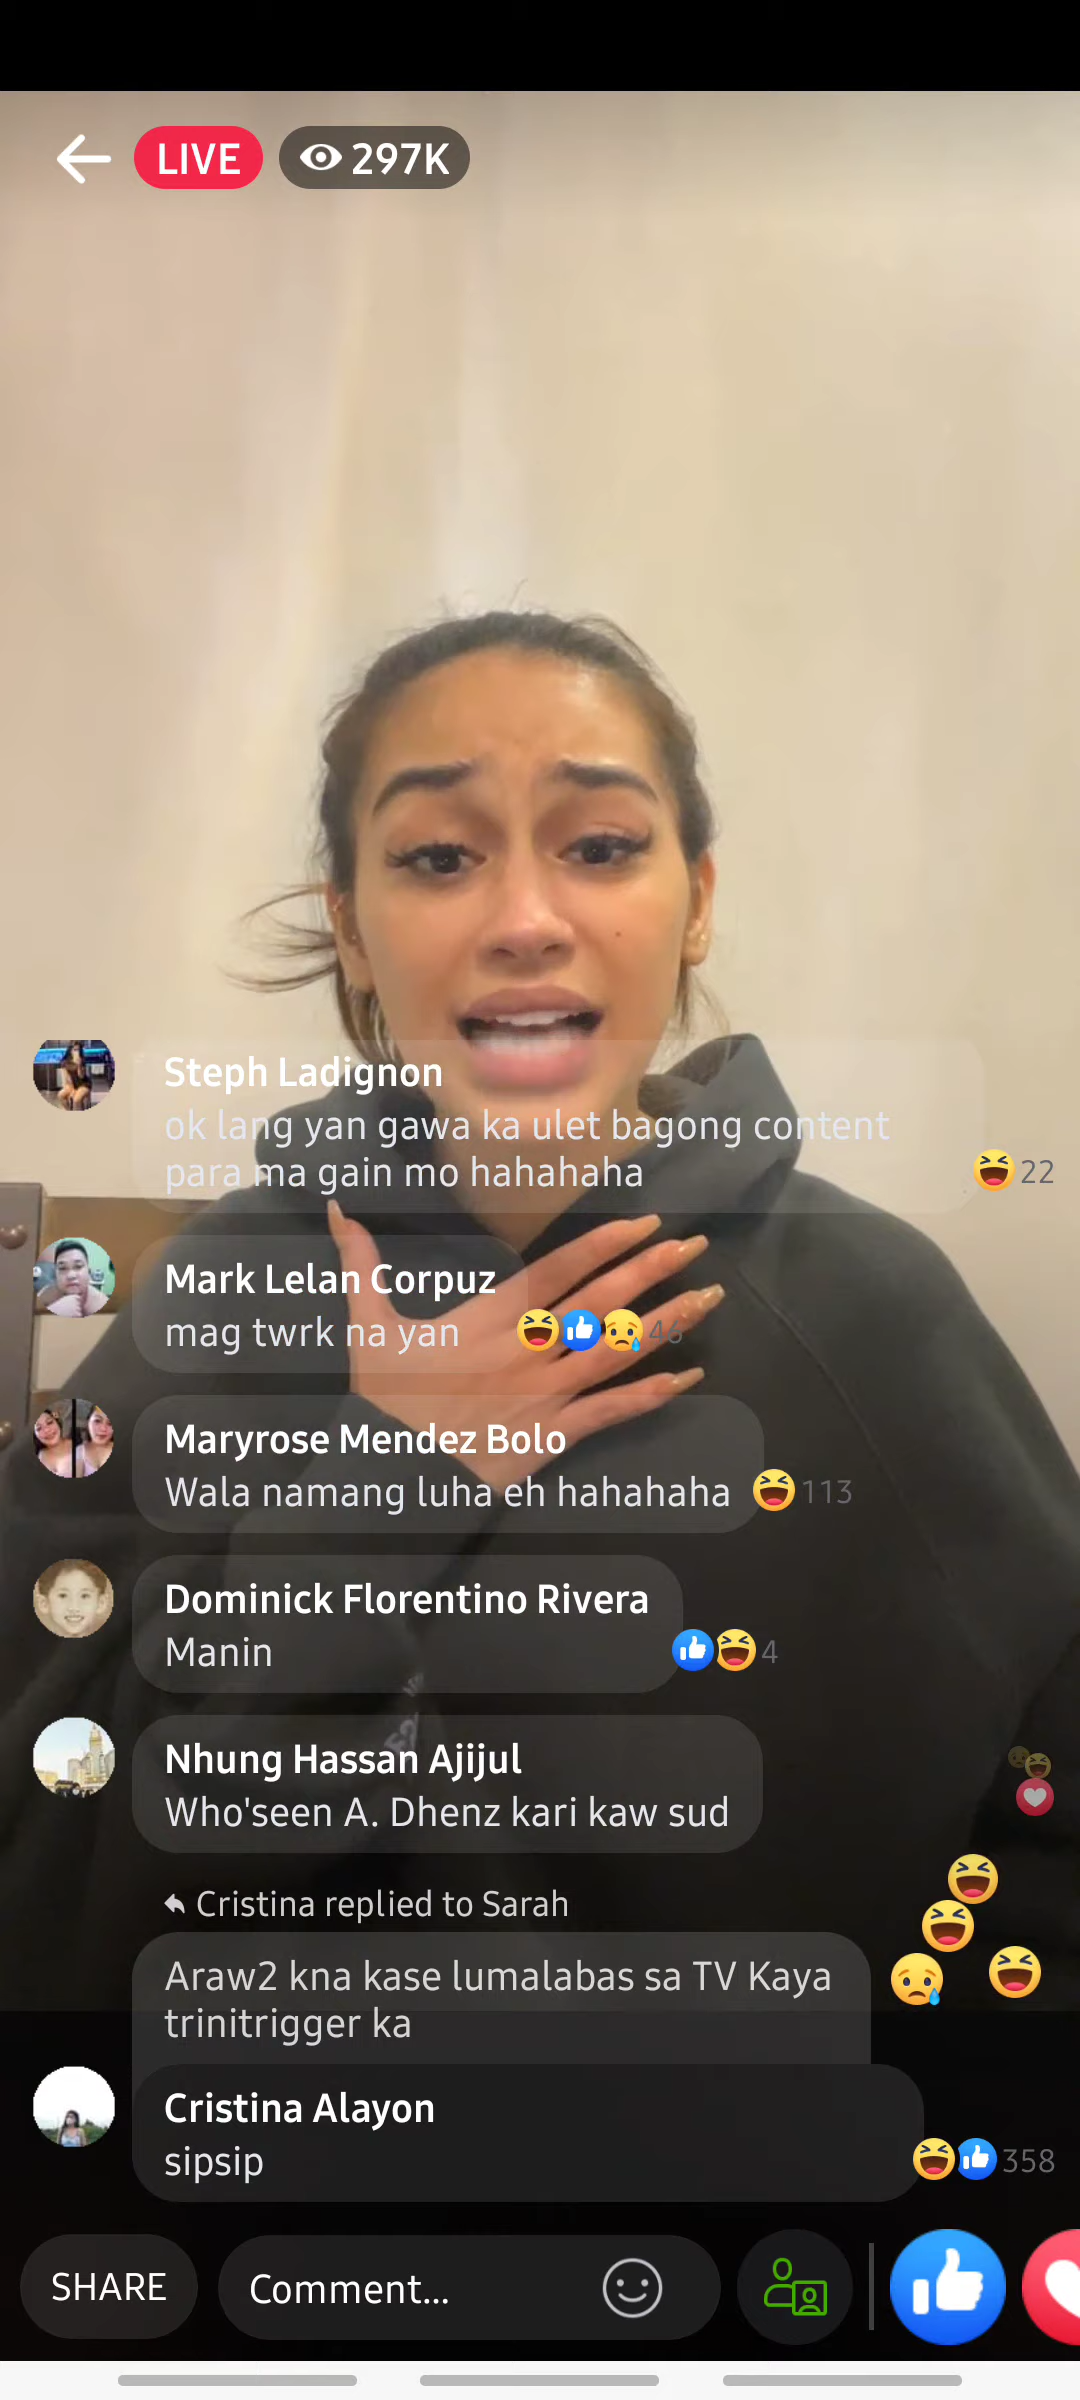 LIVE 297K
Steph Ladignon
ok lang yan gawa ka ulet bagong content
para ma gain mo hahahaha
22
Mark Lelan Corpuz
mag twrk na yan
46
Maryrose Mendez Bolo
Wala namang luha eh hahahaha
113
Dominick Florentino Rivera
Manin
4
Nhung Hassan Ajijul
Who'seen A. Dhenz kari kaw sud
Cristina replied to Sarah
Araw2 kna kase lumalabas sa TV Kaya
trinitrigger ka
Cristina Alayon
sipsip
358
SHARE
Comment...